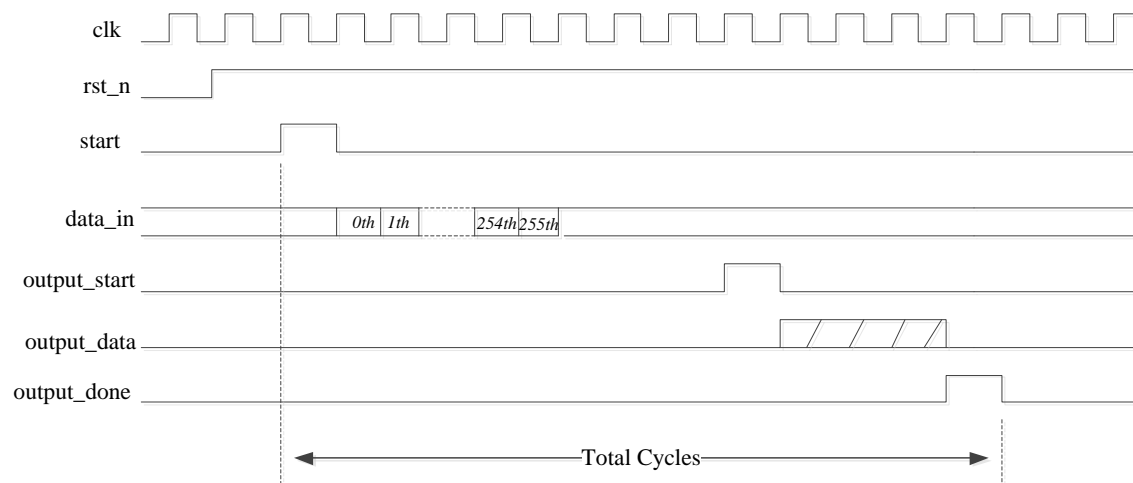 clk
rst_n
start
data_in 0th 1th 254th 255th
output_start
output_data
output_done
Total Cycles